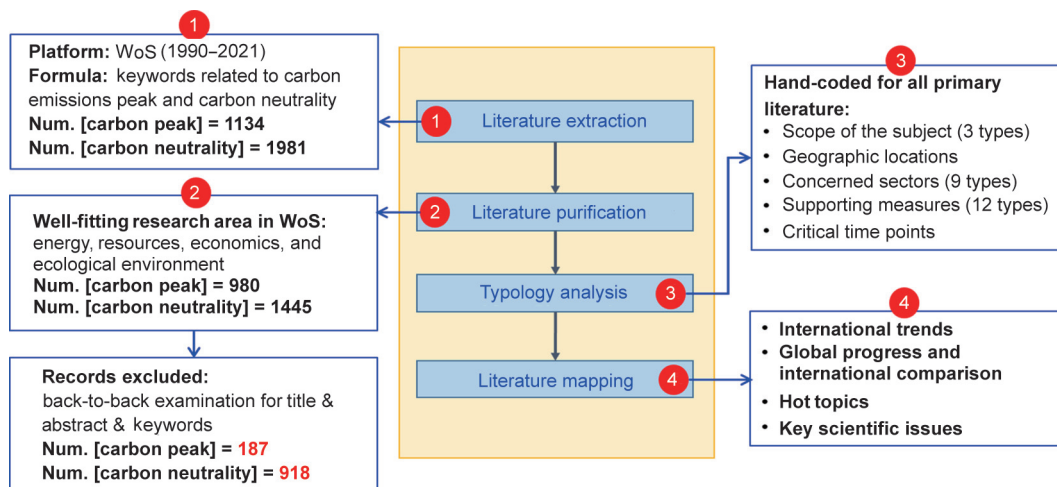 1
Platform: WoS (1990–2021)
Formula: keywords related to carbon
emissions peak and carbon neutrality
Num. [carbon peak] = 1134
Num. [carbon neutrality] = 1981
2
Well-fitting research area in WoS:
energy, resources, economics, and
ecological environment
Num. [carbon peak] = 980
Num. [carbon neutrality] = 1445
Records excluded:
back-to-back examination for title &
abstract & keywords
Num. [carbon peak] = 187
Num. [carbon neutrality] = 918
1 Literature extraction
2 Literature purification
Typology analysis 3
Literature mapping 4
3
Hand-coded for all primary
literature:
• Scope of the subject (3 types)
• Geographic locations
• Concerned sectors (9 types)
• Supporting measures (12 types)
• Critical time points
4
• International trends
• Global progress and
international comparison
• Hot topics
• Key scientific issues